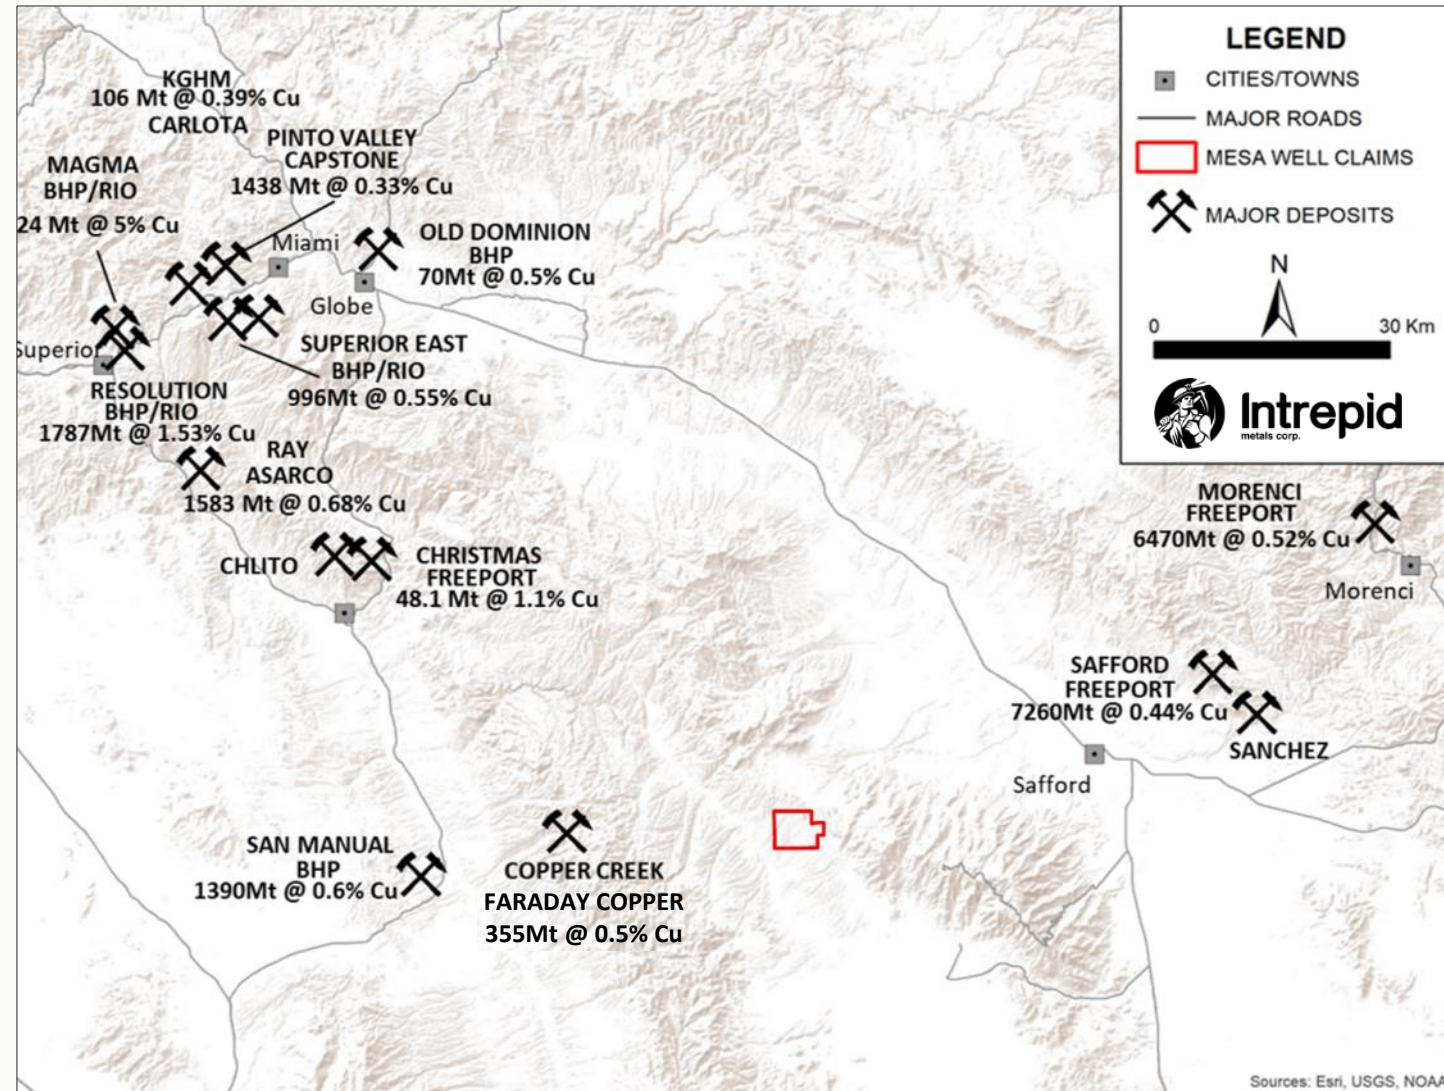 KGHM
106 Mt @ 0.39% Cu
CARLOTA
PINTO VALLEY
CAPSTONE
1438 Mt @ 0.33% Cu
MAGMA
BHP/RIO
24 Mt @ 5% Cu
Miami
OLD DOMINION
BHP
70Mt @ 0.5% Cu
Globe
Superior
SUPERIOR EAST
BHP/RIO
996Mt @ 0.55% Cu
RESOLUTION
BHP/RIO
1787Mt @ 1.53% Cu
RAY
ASARCO
1583 Mt @ 0.68% Cu
CHLITO
CHRISTMAS
FREEPORT
48.1 Mt @ 1.1% Cu
SAN MANUAL
BHP
1390Mt @ 0.6% Cu
COPPER CREEK
FARADAY COPPER
355Mt @ 0.5% Cu
LEGEND
CITIES/TOWNS
MAJOR ROADS
MESA WELL CLAIMS
MAJOR DEPOSITS
N
0 30 Km
Intrepid
metals corp.
MORENCI
FREEPORT
6470Mt @ 0.52% Cu
Morenci
SAFFORD
FREEPORT
7260Mt @ 0.44% Cu
SANCHEZ
Safford
Sources: Esri, USGS, NOAA